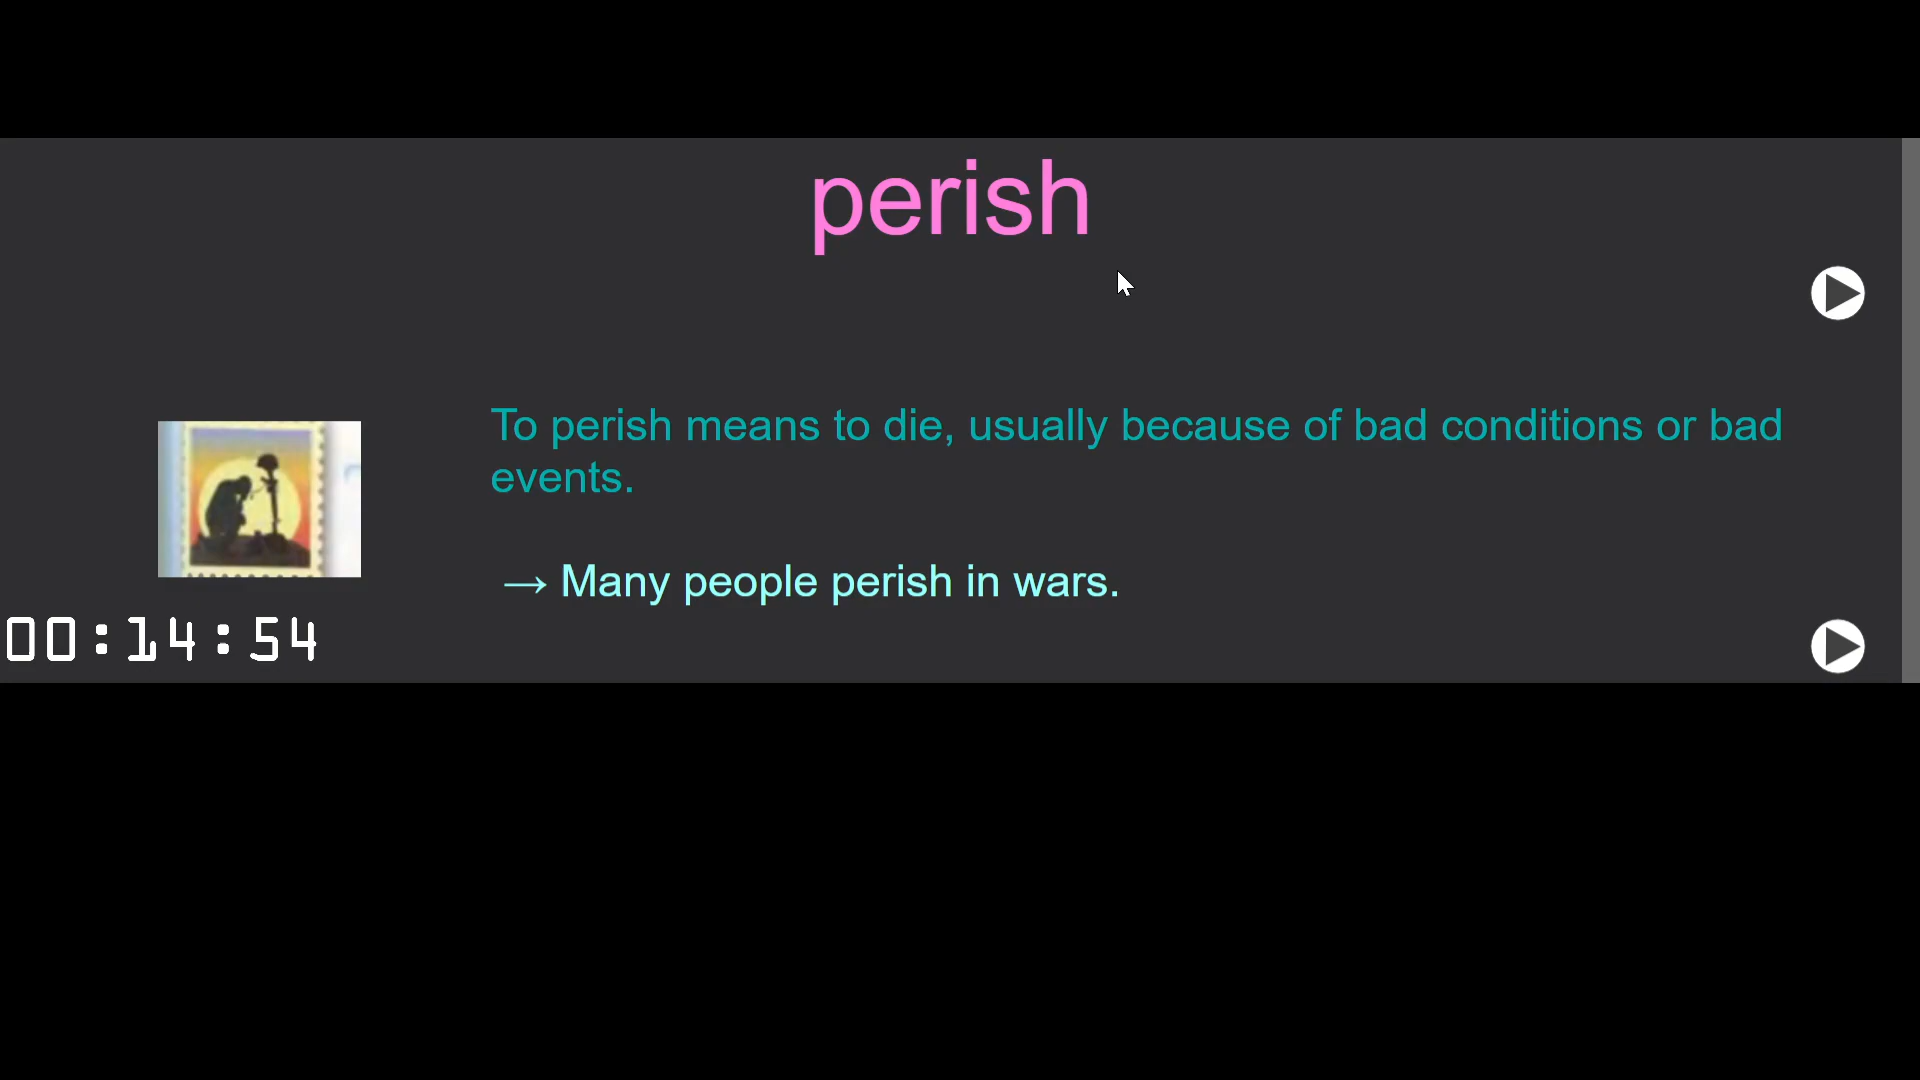 perish
To perish means to die, usually because of bad conditions or bad
events.
→ Many people perish in wars.
00:14:54